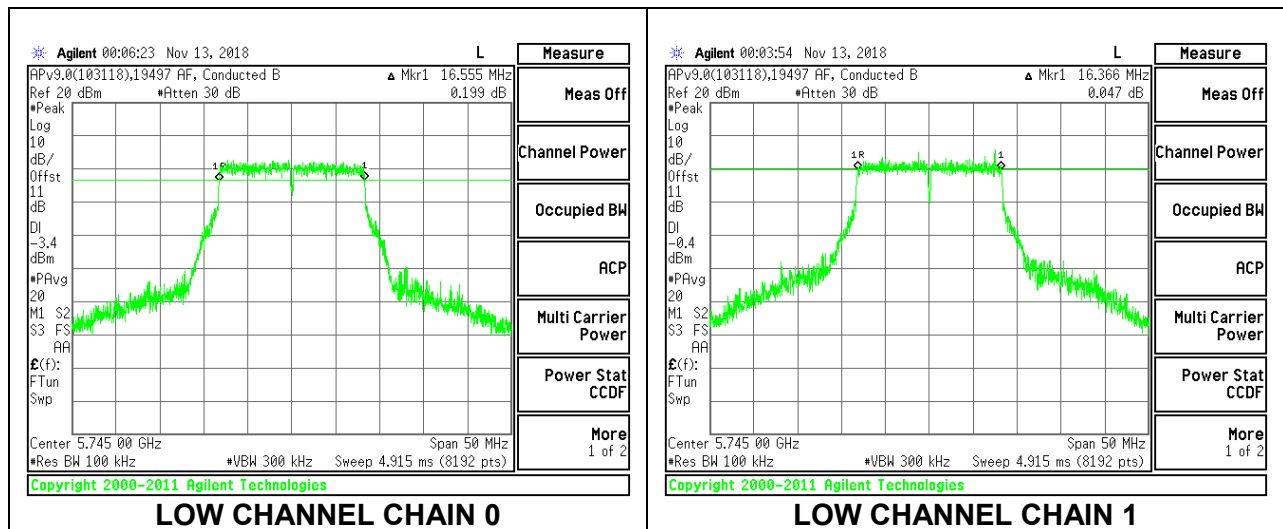 Agilent 00:06:23 Nov 13, 2018 L Measure
APv9.0(103118),19497 AF, Conducted B ▲ Mkr1 16.555 MHz
Ref 20 dBm #Atten 30 dB 0.199 dB
Meas Off
#Peak
Log
10
dB/
Offst
11
dB
DI
-3.4
dBm
#PAvg
20
M1 S2
S3 FS
AA
£(f):
FTun
Swp
1R
1
Channel Power
Occupied BW
ACP
Multi Carrier
Power
Power Stat
CCDF
More
1 of 2
Center 5.745 00 GHz Span 50 MHz
#Res BW 100 kHz #VBW 300 kHz Sweep 4.915 ms (8192 pts)
Copyright 2000-2011 Agilent Technologies
LOW CHANNEL CHAIN 0
Agilent 00:03:54 Nov 13, 2018 L Measure
APv9.0(103118),19497 AF, Conducted B ▲ Mkr1 16.366 MHz
Ref 20 dBm #Atten 30 dB 0.047 dB
Meas Off
#Peak
Log
10
dB/
Offst
11
dB
DI
-0.4
dBm
#PAvg
20
M1 S2
S3 FS
AA
£(f):
FTun
Swp
1R
1
Channel Power
Occupied BW
ACP
Multi Carrier
Power
Power Stat
CCDF
More
1 of 2
Center 5.745 00 GHz Span 50 MHz
#Res BW 100 kHz #VBW 300 kHz Sweep 4.915 ms (8192 pts)
Copyright 2000-2011 Agilent Technologies
LOW CHANNEL CHAIN 1